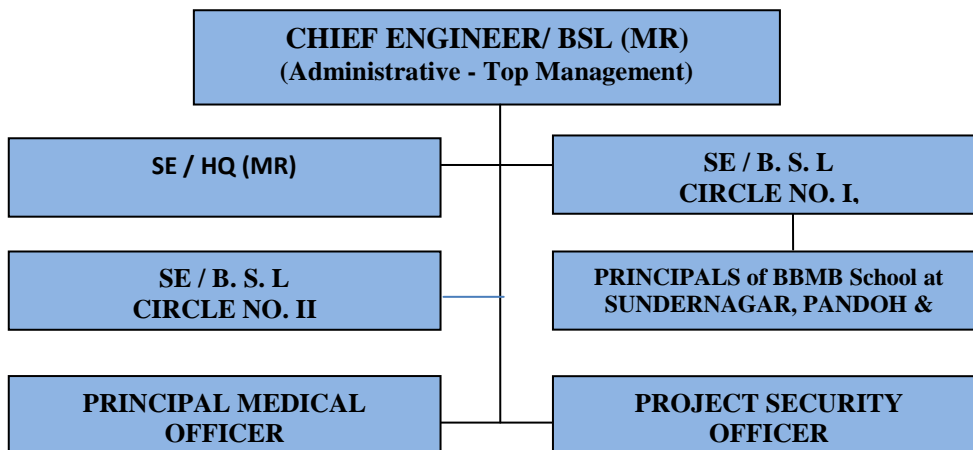 CHIEF ENGINEER/ BSL (MR)
(Administrative - Top Management)
SE / HQ (MR)
SE / B. S. L
CIRCLE NO. I,
SE / B. S. L
CIRCLE NO. II
PRINCIPALS of BBMB School at
SUNDERNAGAR, PANDOH &
PRINCIPAL MEDICAL
OFFICER
PROJECT SECURITY
OFFICER